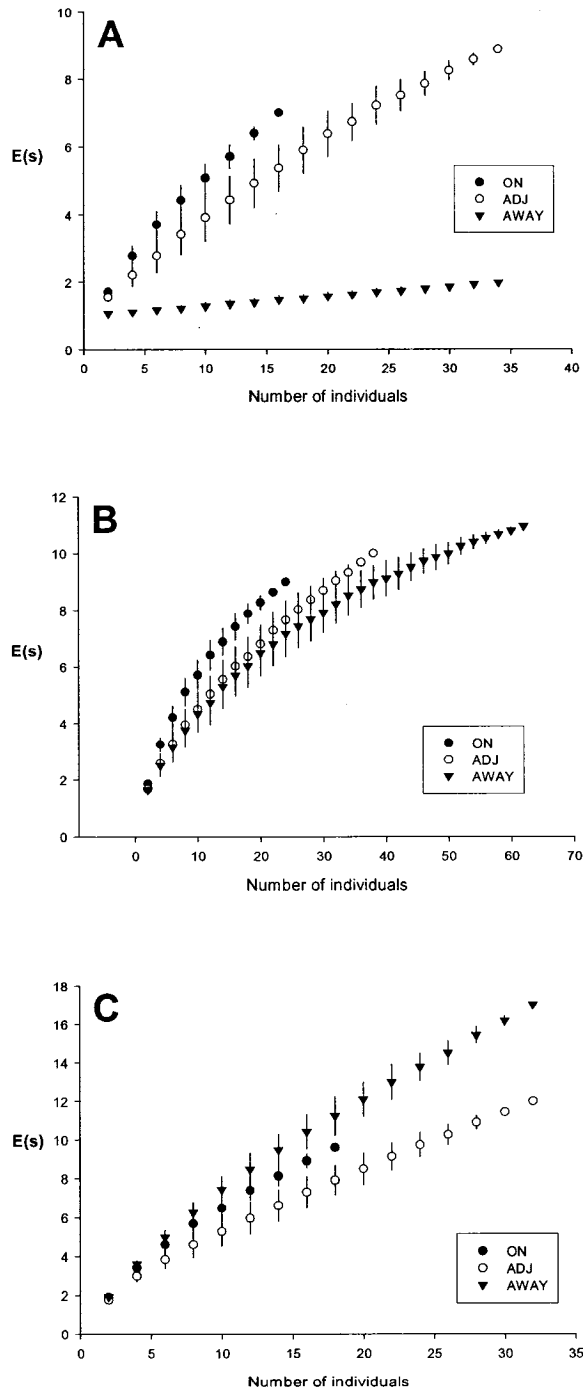 A
10
8
6
4
2
0
E(s)
ON
ADJ
AWAY
0 5 10 15 20 25 30 35 40
Number of individuals
B
12
10
8
6
4
2
0
E(s)
ON
ADJ
AWAY
0 10 20 30 40 50 60 70
Number of individuals
C
18
16
14
12
10
8
6
4
2
0
E(s)
ON
ADJ
AWAY
0 5 10 15 20 25 30 35
Number of individuals